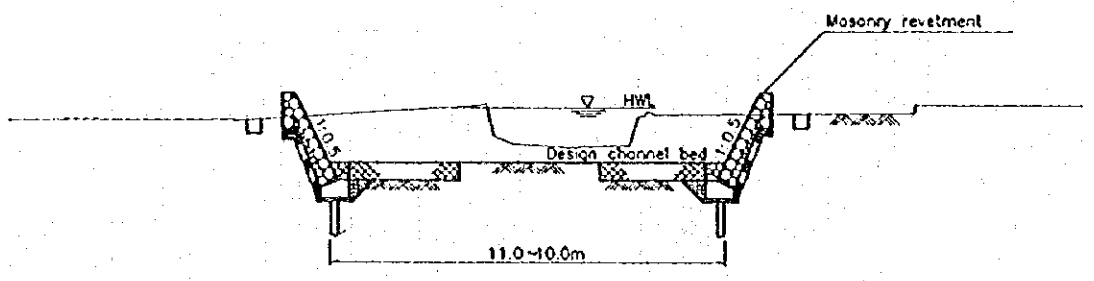 Masonry revetment
HWL
1:0.5
1:0.5
Design channel bed
11.0~10.0m